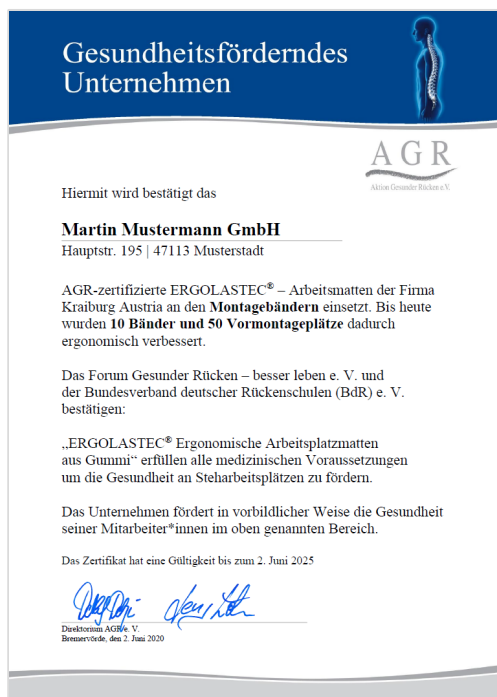 Gesundheitsförderndes
Unternehmen
AGR
Aktion Gesunder Rücken e.V.
Hiermit wird bestätigt das
Martin Mustermann GmbH
Hauptstr. 195 | 47113 Musterstadt
AGR-zertifizierte ERGOLASTEC® – Arbeitsmatten der Firma
Kraiburg Austria an den Montagebändern einsetzt. Bis heute
wurden 10 Bänder und 50 Vormontageplätze dadurch
ergonomisch verbessert.
Das Forum Gesunder Rücken – besser leben e. V. und
der Bundesverband deutscher Rückenschulen (BdR) e. V.
bestätigen:
„ERGOLASTEC® Ergonomische Arbeitsplatzmatten
aus Gummi“ erfüllen alle medizinischen Voraussetzungen
um die Gesundheit an Steharbeitsplätzen zu fördern.
Das Unternehmen fördert in vorbildlicher Weise die Gesundheit
seiner Mitarbeiter*innen im oben genannten Bereich.
Das Zertifikat hat eine Gültigkeit bis zum 2. Juni 2025
Direktorium AGR e. V.
Bremervörde, den 2. Juni 2020